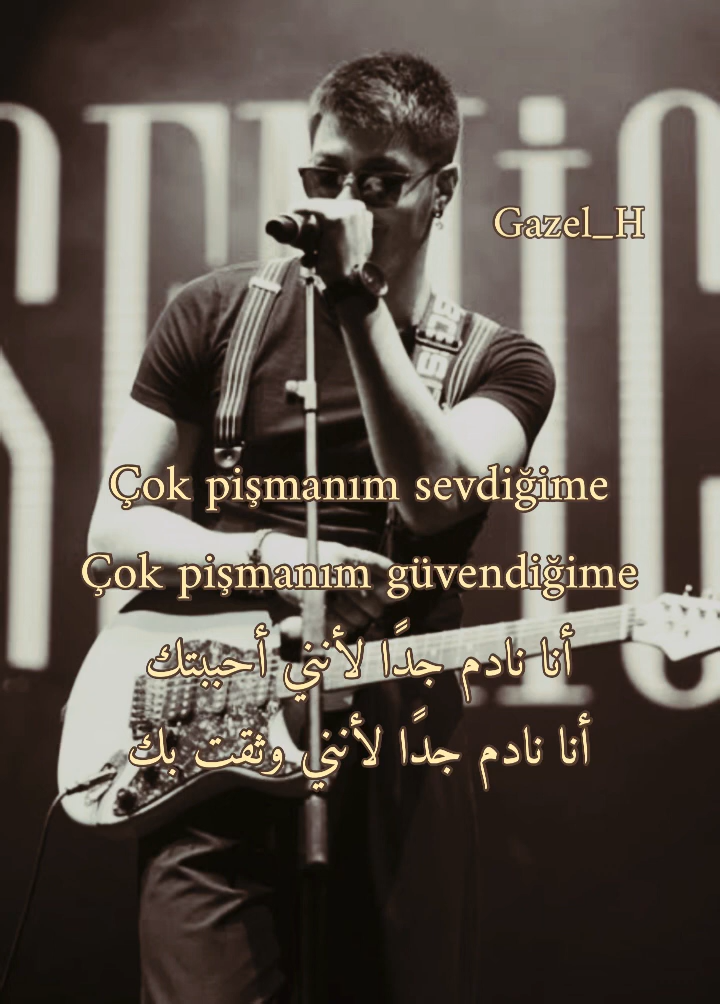 Gazel_H
Çok pişmanım sevdiğime
Çok pişmanım güvendiğime
أنا نادم جدًا لأنني أحببتك
أنا نادم جدًا لأنني وثقت بك